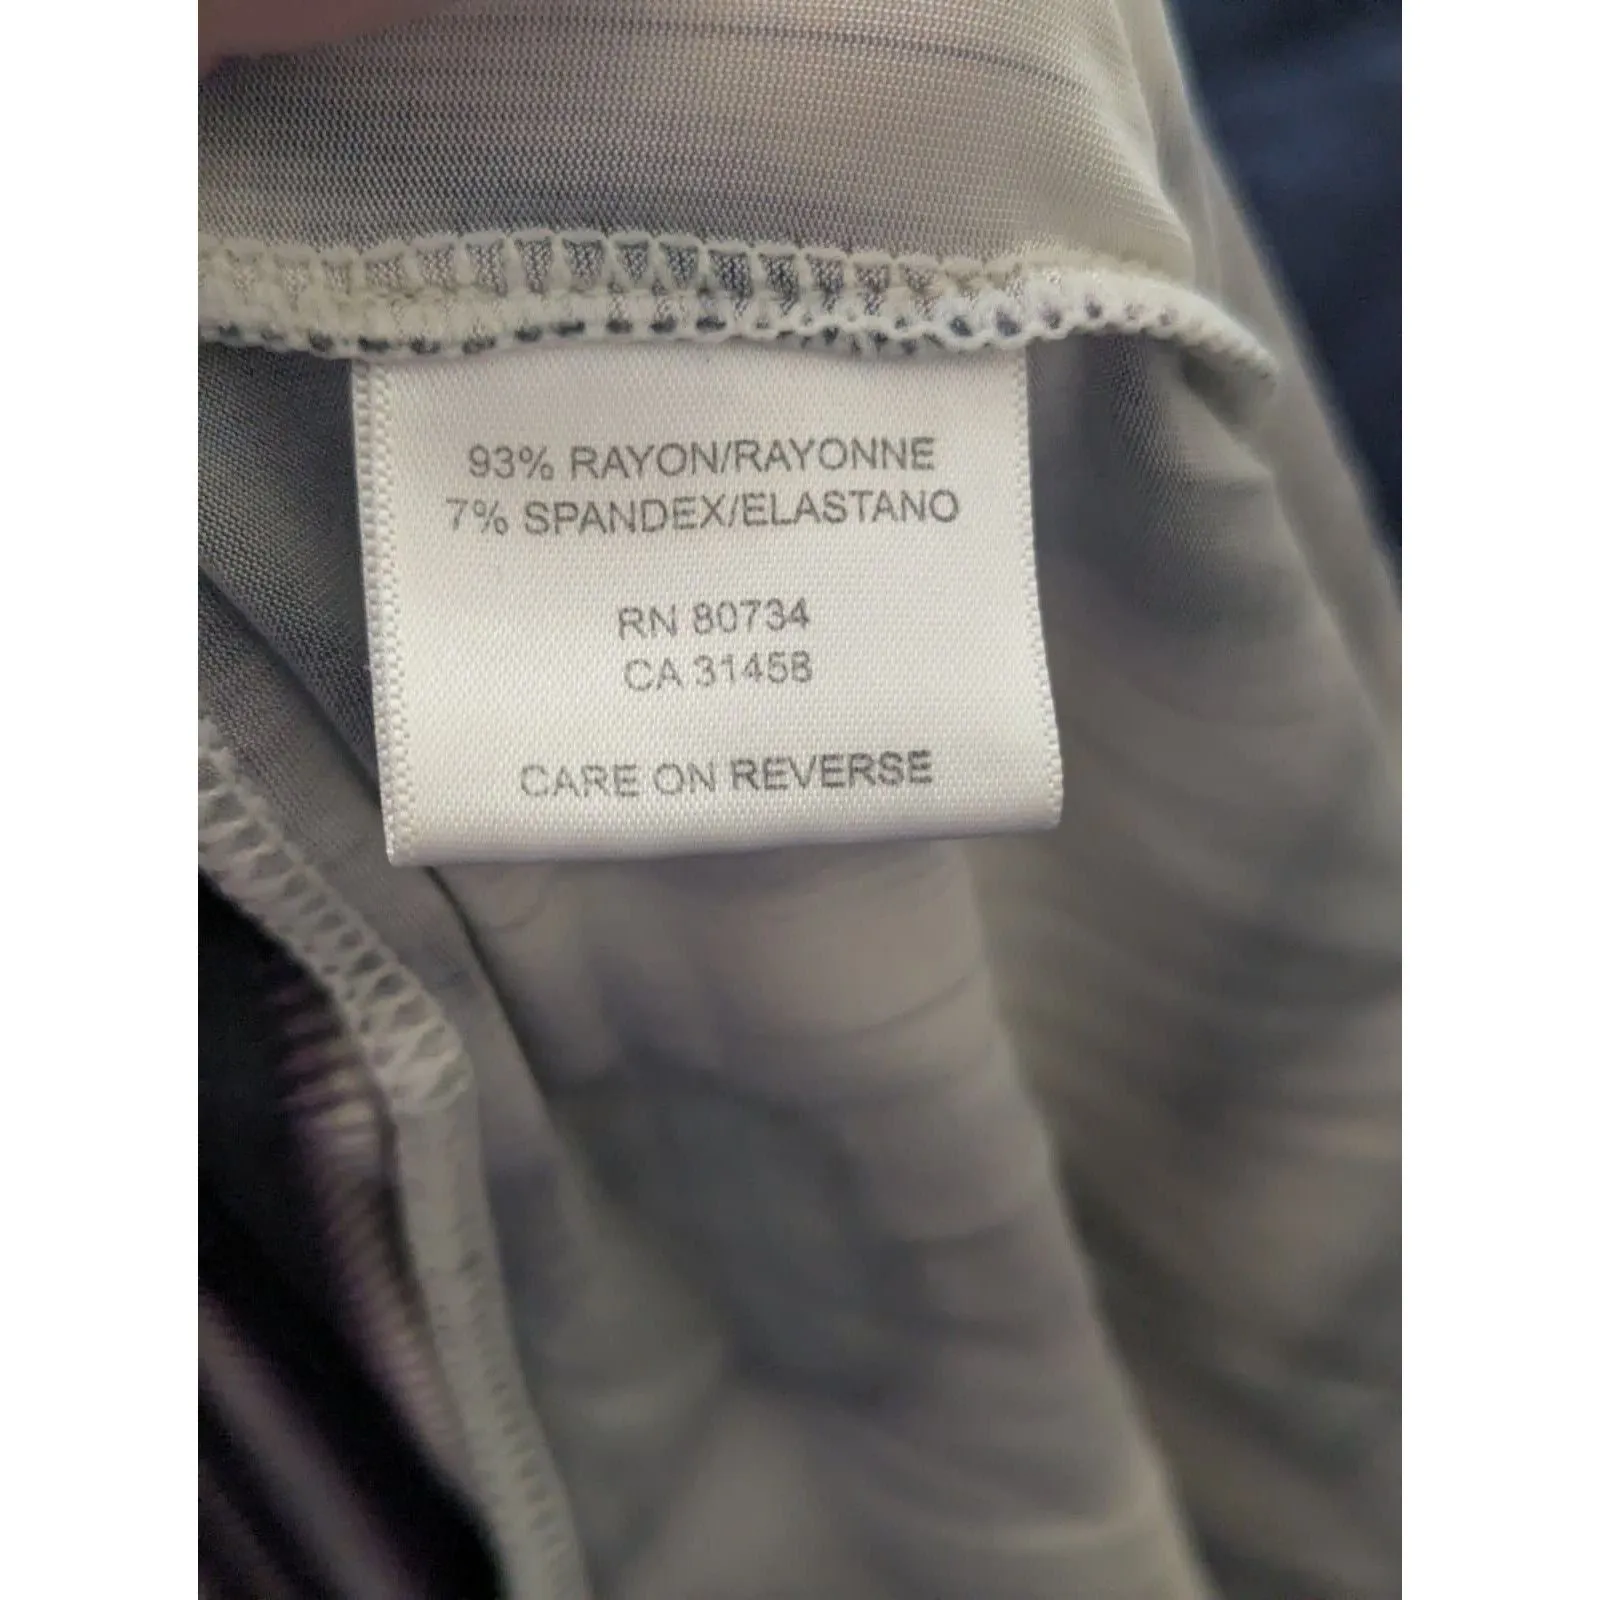 93% RAYON/RAYONNE
7% SPANDEX/ELASTANO
RN 80734
CA 31458
CARE ON REVERSE